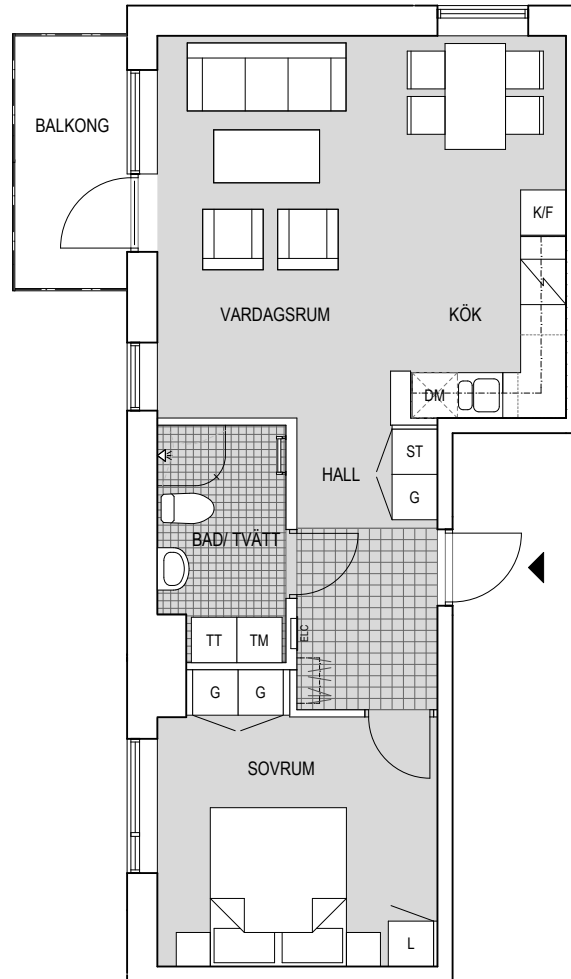 BALKONG
K/F
VARDAGSRUM
KÖK
DM
ST
HALL
G
BAD/ TVÄTT
ELC
TT
TM
G
G
SOVRUM
L